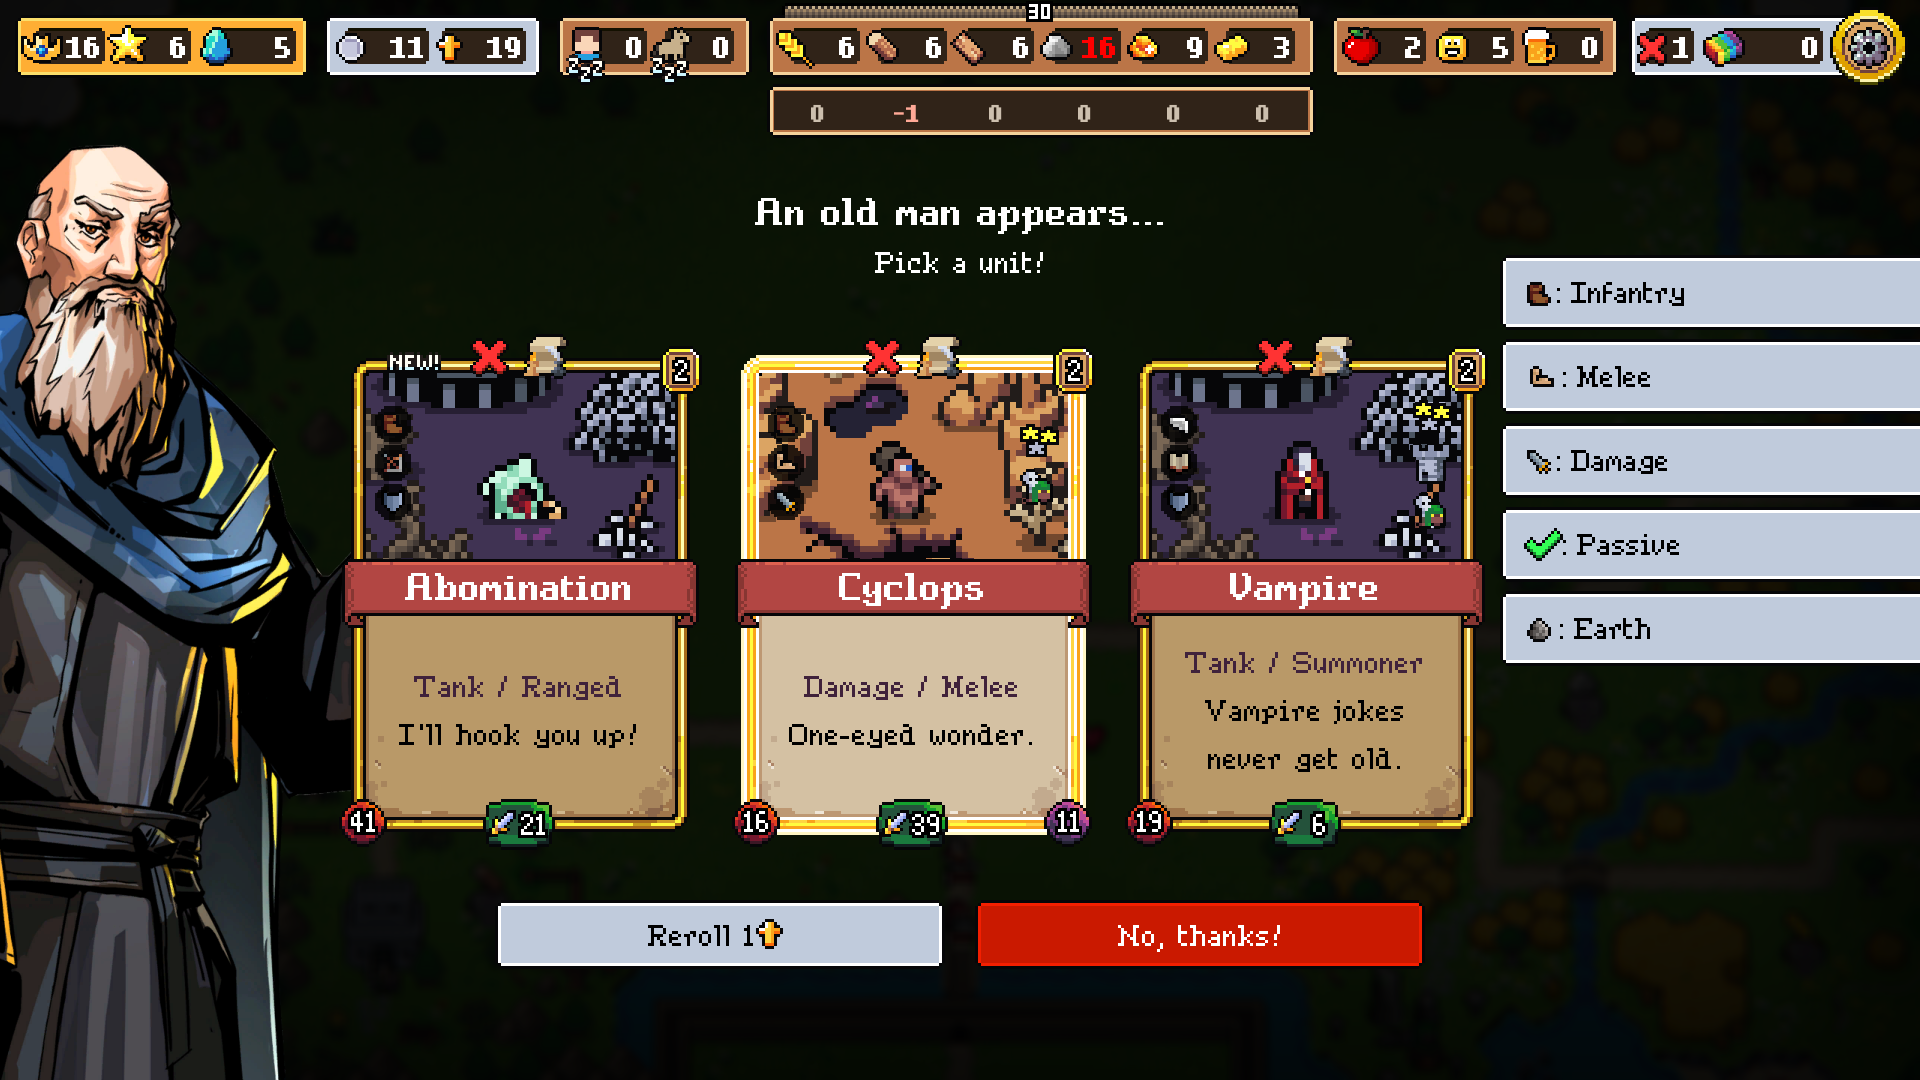 30
16 6 5 11 19 0 0 6 6 6 16 9 3 2 5 0 1 0
0 -1 0 0 0 0
An old man appears...
Pick a unit!
NEW!
2
Abomination
Tank / Ranged
I'll hook you up!
41 21
2
Cyclops
Damage / Melee
One-eyed wonder.
16 39 11
2
Vampire
Tank / Summoner
Vampire jokes
never get old.
19 6
: Infantry
: Melee
: Damage
: Passive
: Earth
Reroll 1
No, thanks!